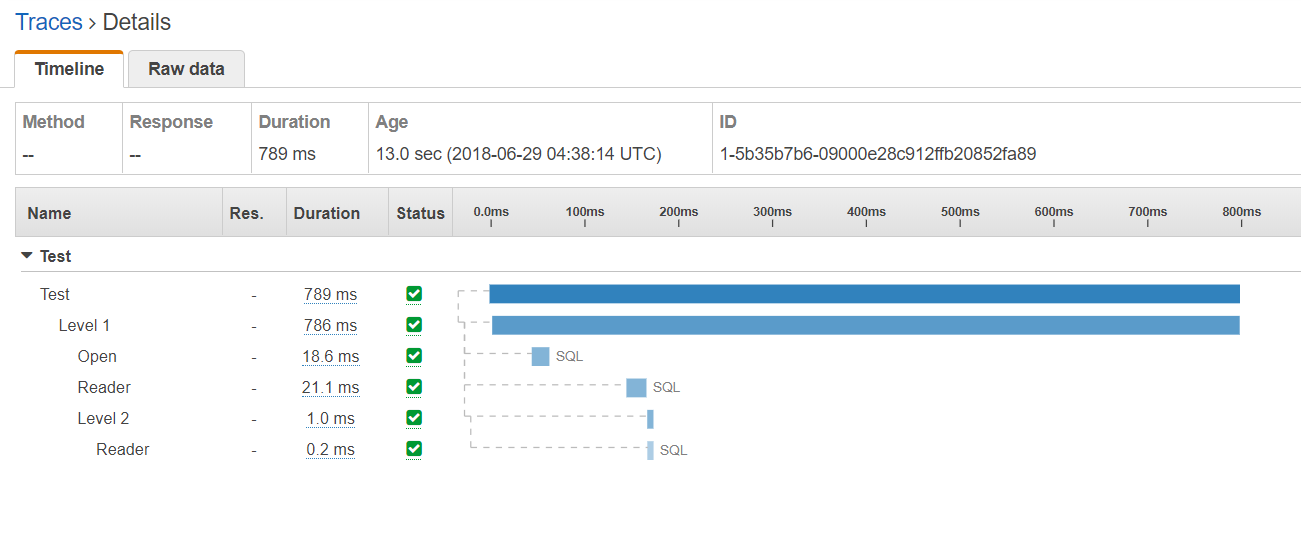 Traces › Details
Timeline Raw data
Method Response Duration Age ID
-- -- 789 ms 13.0 sec (2018-06-29 04:38:14 UTC) 1-5b35b7b6-09000e28c912ffb20852fa89
Name Res. Duration Status 0.0ms 100ms 200ms 300ms 400ms 500ms 600ms 700ms 800ms
Test
Test - 789 ms
Level 1 - 786 ms
Open - 18.6 ms SQL
Reader - 21.1 ms SQL
Level 2 - 1.0 ms
Reader - 0.2 ms SQL